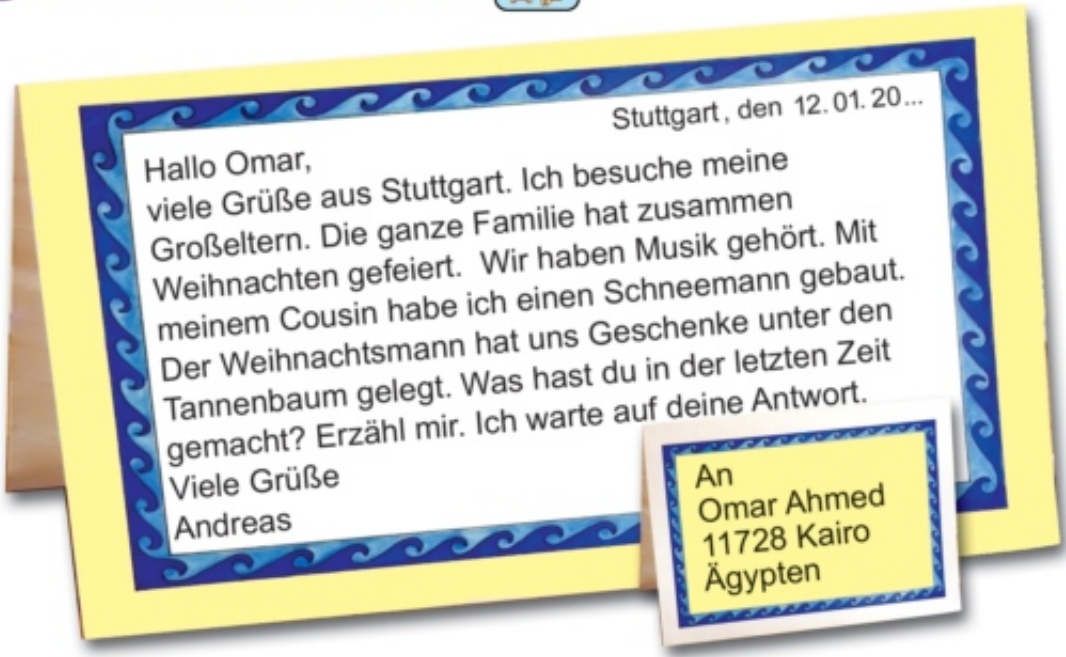 Stuttgart, den 12.01.20...
Hallo Omar,
viele Grüße aus Stuttgart. Ich besuche meine
Großeltern. Die ganze Familie hat zusammen
Weihnachten gefeiert. Wir haben Musik gehört. Mit
meinem Cousin habe ich einen Schneemann gebaut.
Der Weihnachtsmann hat uns Geschenke unter den
Tannenbaum gelegt. Was hast du in der letzten Zeit
gemacht? Erzähl mir. Ich warte auf deine Antwort.
Viele Grüße
Andreas
An
Omar Ahmed
11728 Kairo
Ägypten